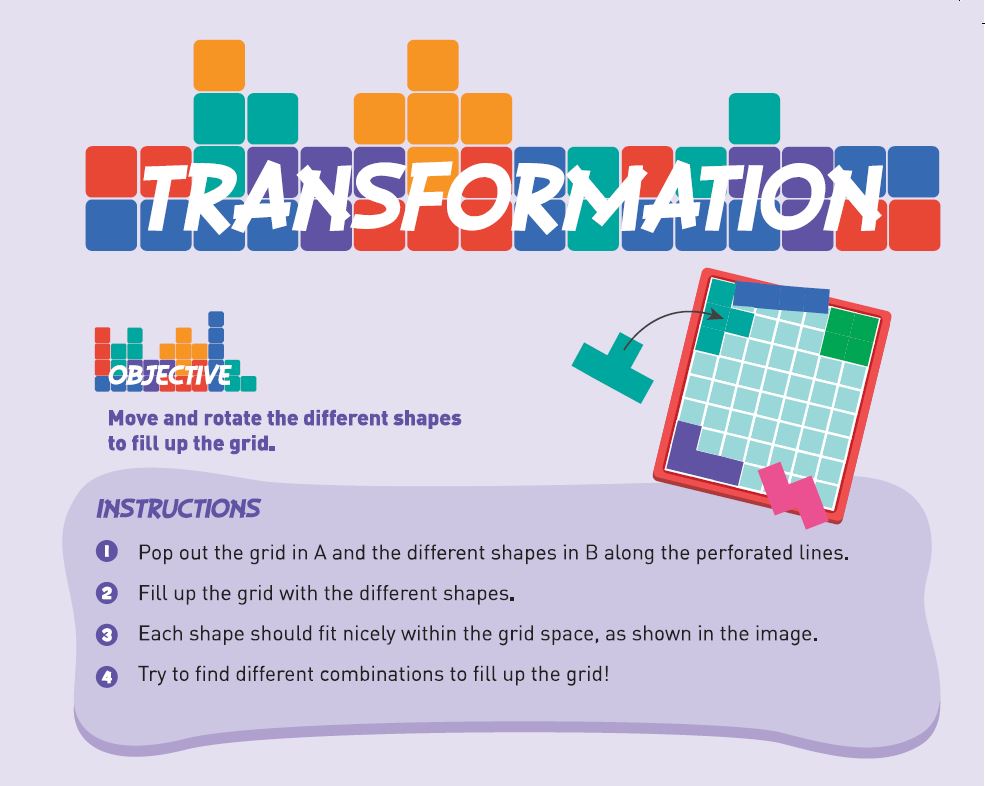 TRANSFORMATION
OBJECTIVE
Move and rotate the different shapes
to fill up the grid.
INSTRUCTIONS
1 Pop out the grid in A and the different shapes in B along the perforated lines.
2 Fill up the grid with the different shapes.
3 Each shape should fit nicely within the grid space, as shown in the image.
4 Try to find different combinations to fill up the grid!